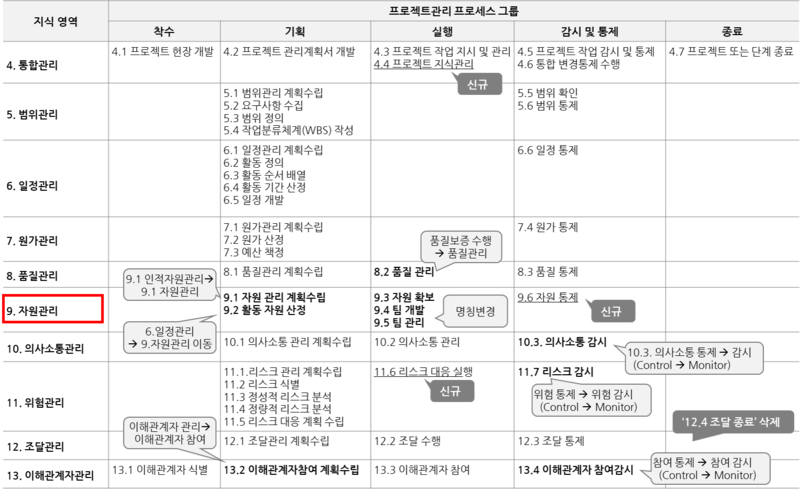 지식 영역
프로젝트관리 프로세스 그룹
착수
기획
실행
감시 및 통제
종료
4. 통합관리
4.1 프로젝트 헌장 개발
4.2 프로젝트 관리계획서 개발
4.3 프로젝트 작업 지시 및 관리
4.4 프로젝트 지식관리
신규
4.5 프로젝트 작업 감시 및 통제
4.6 통합 변경통제 수행
4.7 프로젝트 또는 단계 종료
5. 범위관리
5.1 범위관리 계획수립
5.2 요구사항 수집
5.3 범위 정의
5.4 작업분류체계(WBS) 작성
5.5 범위 확인
5.6 범위 통제
6. 일정관리
6.1 일정관리 계획수립
6.2 활동 정의
6.3 활동 순서 배열
6.4 활동 기간 산정
6.5 일정 개발
6.6 일정 통제
7. 원가관리
7.1 원가관리 계획수립
7.2 원가 산정
7.3 예산 책정
7.4 원가 통제
품질보증 수행
→ 품질관리
8. 품질관리
8.1 품질관리 계획수립
8.2 품질 관리
8.3 품질 통제
9.1 인적자원관리→
9.1 자원관리
9. 자원관리
9.1 자원 관리 계획수립
9.2 활동 자원 산정
9.3 자원 확보
9.4 팀 개발
9.5 팀 관리
명칭변경
9.6 자원 통제
신규
6.일정관리
→ 9.자원관리 이동
10. 의사소통관리
10.1 의사소통 관리 계획수립
10.2 의사소통 관리
10.3. 의사소통 감시
10.3. 의사소통 통제 → 감시
(Control → Monitor)
11. 위험관리
11.1.리스크 관리 계획수립
11.2 리스크 식별
11.3 정성적 리스크 분석
11.4 정량적 리스크 분석
11.5 리스크 대응 계획 수립
11.6 리스크 대응 실행
신규
11.7 리스크 감시
위험 통제 → 위험 감시
(Control → Monitor)
이해관계자 관리→
이해관계자 참여
'12.4 조달 종료' 삭제
12. 조달관리
12.1 조달관리 계획수립
12.2 조달 수행
12.3 조달 통제
13. 이해관계자관리
13.1 이해관계자 식별
13.2 이해관계자참여 계획수립
13.3 이해관계자 참여
13.4 이해관계자 참여감시
참여 통제 → 참여 감시
(Control → Monitor)